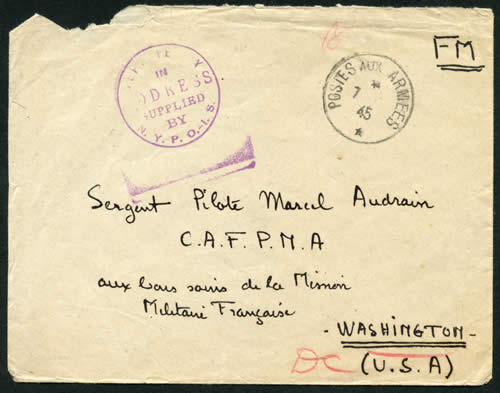 IN
ADDRESS
SUPPLIED
BY
N. Y. P. O.-I. S.
FM
POSTES AUX ARMEES
* 7
45
*
Sergent Pilote Marcel Audrain
C.A.F.P.N.A
aux bons soins de la Mission
Militaire Française
- WASHINGTON -
DC (U.S.A)